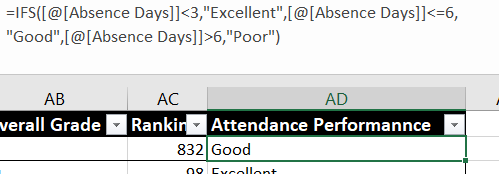 =IFS([@[Absence Days]]<3,"Excellent",[@[Absence Days]]<=6,
"Good",[@[Absence Days]]>6,"Poor")
AB AC AD
verall Grade Rankin Attendance Performannce
832 Good
98 Excellent